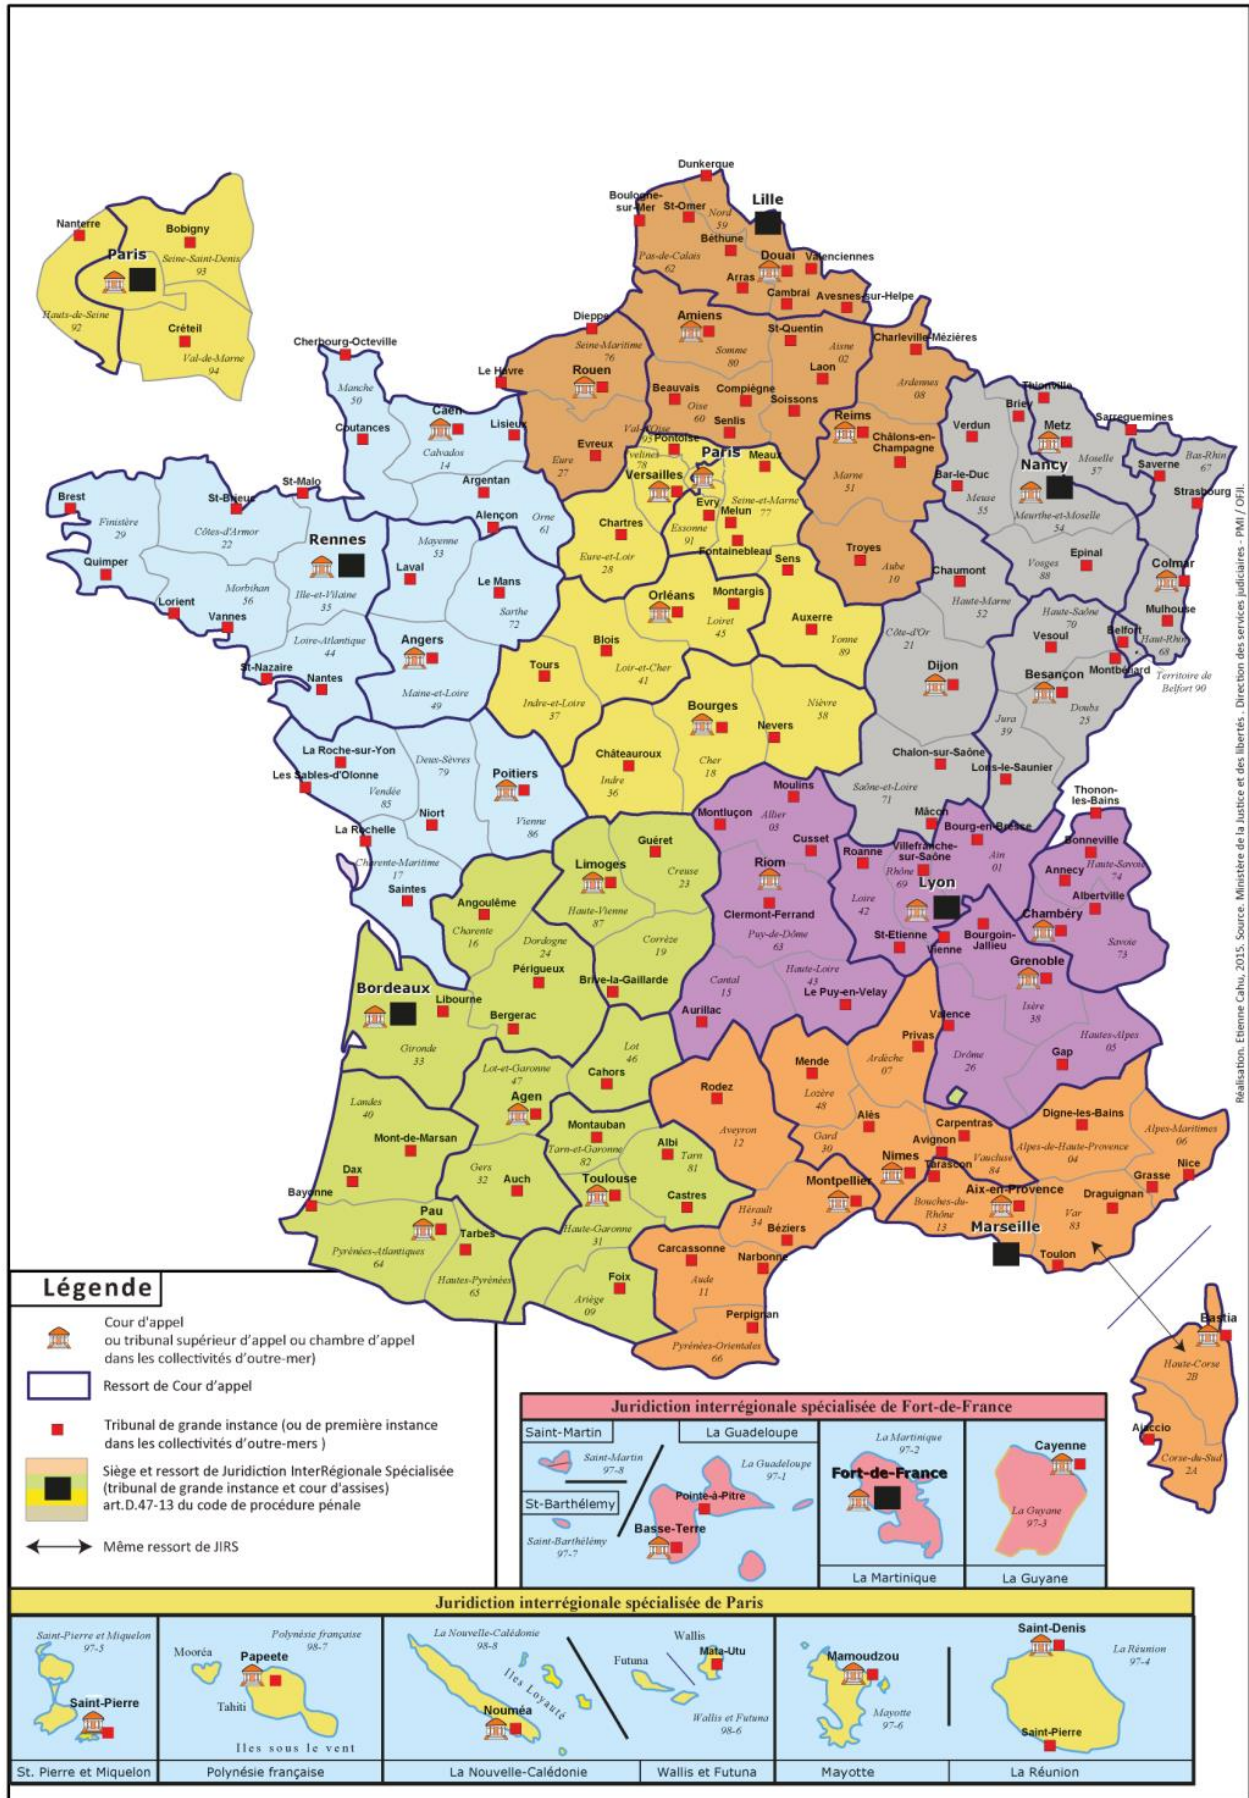 Dunkerque
Boulogne-
sur-Mer
St-Omer
Nord
59
Lille
Béthune
Pas-de-Calais
62
Douai
Valenciennes
Arras
Cambrai
Avesnes-sur-Helpe
Nanterre
Bobigny
Paris
Seine-Saint-Denis
93
Hauts-de-Seine
92
Créteil
Val-de-Marne
94
Dieppe
Seine-Maritime
76
Amiens
Somme
80
St-Quentin
Aisne
02
Charleville-Mézières
Ardennes
08
Cherbourg-Octeville
Manche
50
Le Havre
Rouen
Beauvais
Oise
60
Compiègne
Laon
Soissons
Senlis
Reims
Châlons-en-
Champagne
Marne
51
Caen
Lisieux
Coutances
Calvados
14
Evreux
Eure
27
Val-d'Oise
95
Pontoise
Yvelines
78
Versailles
Paris
Meaux
Seine-et-Marne
77
Evry
Melun
Essonne
91
Fontainebleau
Thionville
Briey
Verdun
Metz
Sarreguemines
Moselle
57
Nancy
Bas-Rhin
67
Saverne
Strasbourg
Bar-le-Duc
Meuse
55
Meurthe-et-Moselle
54
Argentan
Orne
61
Alençon
St-Malo
Brest
St-Brieuc
Finistère
29
Côtes-d'Armor
22
Rennes
Mayenne
53
Chartres
Eure-et-Loir
28
Troyes
Aube
10
Epinal
Vosges
88
Colmar
Quimper
Morbihan
56
Ille-et-Vilaine
35
Laval
Le Mans
Sarthe
72
Sens
Chaumont
Haute-Marne
52
Mulhouse
Haut-Rhin
68
Lorient
Vannes
Loire-Atlantique
44
Angers
Orléans
Montargis
Loiret
45
Auxerre
Yonne
89
Côte-d'Or
21
Haute-Saône
70
Vesoul
Belfort
Montbéliard
Territoire de
Belfort 90
St-Nazaire
Nantes
Maine-et-Loire
49
Blois
Loir-et-Cher
41
Tours
Indre-et-Loire
37
Bourges
Nièvre
58
Nevers
Dijon
Besançon
Doubs
25
Jura
39
La Roche-sur-Yon
Les Sables-d'Olonne
Vendée
85
Deux-Sèvres
79
Poitiers
Châteauroux
Indre
36
Cher
18
Chalon-sur-Saône
Lons-le-Saunier
Saône-et-Loire
71
Mâcon
Niort
Vienne
86
La Rochelle
Charente-Maritime
17
Saintes
Moulins
Allier
03
Montluçon
Cusset
Bourg-en-Bresse
Ain
01
Thonon-
les-Bains
Bonneville
Haute-Savoie
74
Annecy
Albertville
Guéret
Creuse
23
Limoges
Haute-Vienne
87
Riom
Roanne
Villefranche-
sur-Saône
Rhône
69
Lyon
Loire
42
Clermont-Ferrand
Puy-de-Dôme
63
St-Etienne
Vienne
Bourgoin-
Jallieu
Chambéry
Savoie
73
Angoulême
Charente
16
Dordogne
24
Périgueux
Corrèze
19
Brive-la-Gaillarde
Cantal
15
Aurillac
Haute-Loire
43
Le Puy-en-Velay
Grenoble
Isère
38
Valence
Bordeaux
Libourne
Bergerac
Gironde
33
Lot
46
Cahors
Lot-et-Garonne
47
Agen
Landes
40
Rodez
Aveyron
12
Mende
Lozère
48
Ardèche
07
Privas
Drôme
26
Hautes-Alpes
05
Gap
Digne-les-Bains
Alpes-de-Haute-Provence
04
Alpes-Maritimes
06
Mont-de-Marsan
Dax
Gers
32
Auch
Montauban
Tarn-et-Garonne
82
Albi
Tarn
81
Toulouse
Castres
Alès
Gard
30
Nîmes
Avignon
Carpentras
Vaucluse
84
Tarascon
Montpellier
Bouches-du-
Rhône
13
Aix-en-Provence
Marseille
Draguignan
Var
83
Grasse
Nice
Toulon
Bayonne
Pau
Tarbes
Pyrénées-Atlantiques
64
Hautes-Pyrénées
65
Haute-Garonne
31
Ariège
09
Foix
Hérault
34
Béziers
Narbonne
Carcassonne
Aude
11
Perpignan
Pyrénées-Orientales
66
Bastia
Haute-Corse
2B
Ajaccio
Corse-du-Sud
2A
Réalisation. Etienne Cahu, 2015. Source. Ministère de la Justice et des libertés . Direction des services judiciaires - PMI / OFJI.
Légende
Cour d'appel
ou tribunal supérieur d'appel ou chambre d'appel
dans les collectivités d'outre-mer)
Ressort de Cour d'appel
Tribunal de grande instance (ou de première instance
dans les collectivités d'outre-mers )
Siège et ressort de Juridiction InterRégionale Spécialisée
(tribunal de grande instance et cour d'assises)
art.D.47-13 du code de procédure pénale
Même ressort de JIRS
Juridiction interrégionale spécialisée de Fort-de-France
Saint-Martin
Saint-Martin
97-8
St-Barthélemy
Saint-Barthélémy
97-7
La Guadeloupe
La Guadeloupe
97-1
Pointe-à-Pitre
Basse-Terre
La Martinique
97-2
Fort-de-France
La Martinique
Cayenne
La Guyane
97-3
La Guyane
Juridiction interrégionale spécialisée de Paris
Saint-Pierre et Miquelon
97-5
Saint-Pierre
St. Pierre et Miquelon
Polynésie française
98-7
Mooréa
Papeete
Tahiti
Iles sous le vent
Polynésie française
La Nouvelle-Calédonie
98-8
Iles Loyauté
Nouméa
La Nouvelle-Calédonie
Wallis
Futuna
Mata-Utu
Wallis et Futuna
98-6
Wallis et Futuna
Mamoudzou
Mayotte
97-6
Mayotte
Saint-Denis
La Réunion
97-4
Saint-Pierre
La Réunion